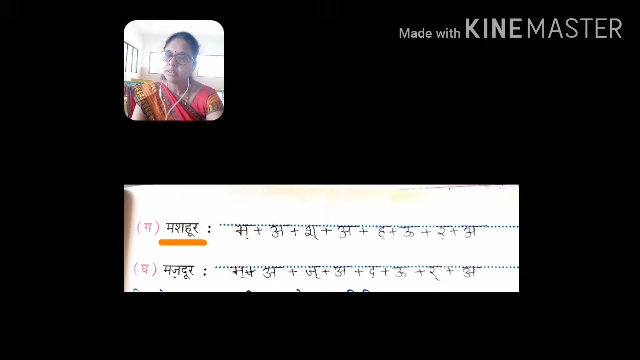 Made with KINEMASTER
(ग) मशहूर : म् + अ + श् + अ + ह् + ऊ + र् + अ
(घ) मज़दूर : म् + अ + ज़् + अ + द + ऊ + र् + अ